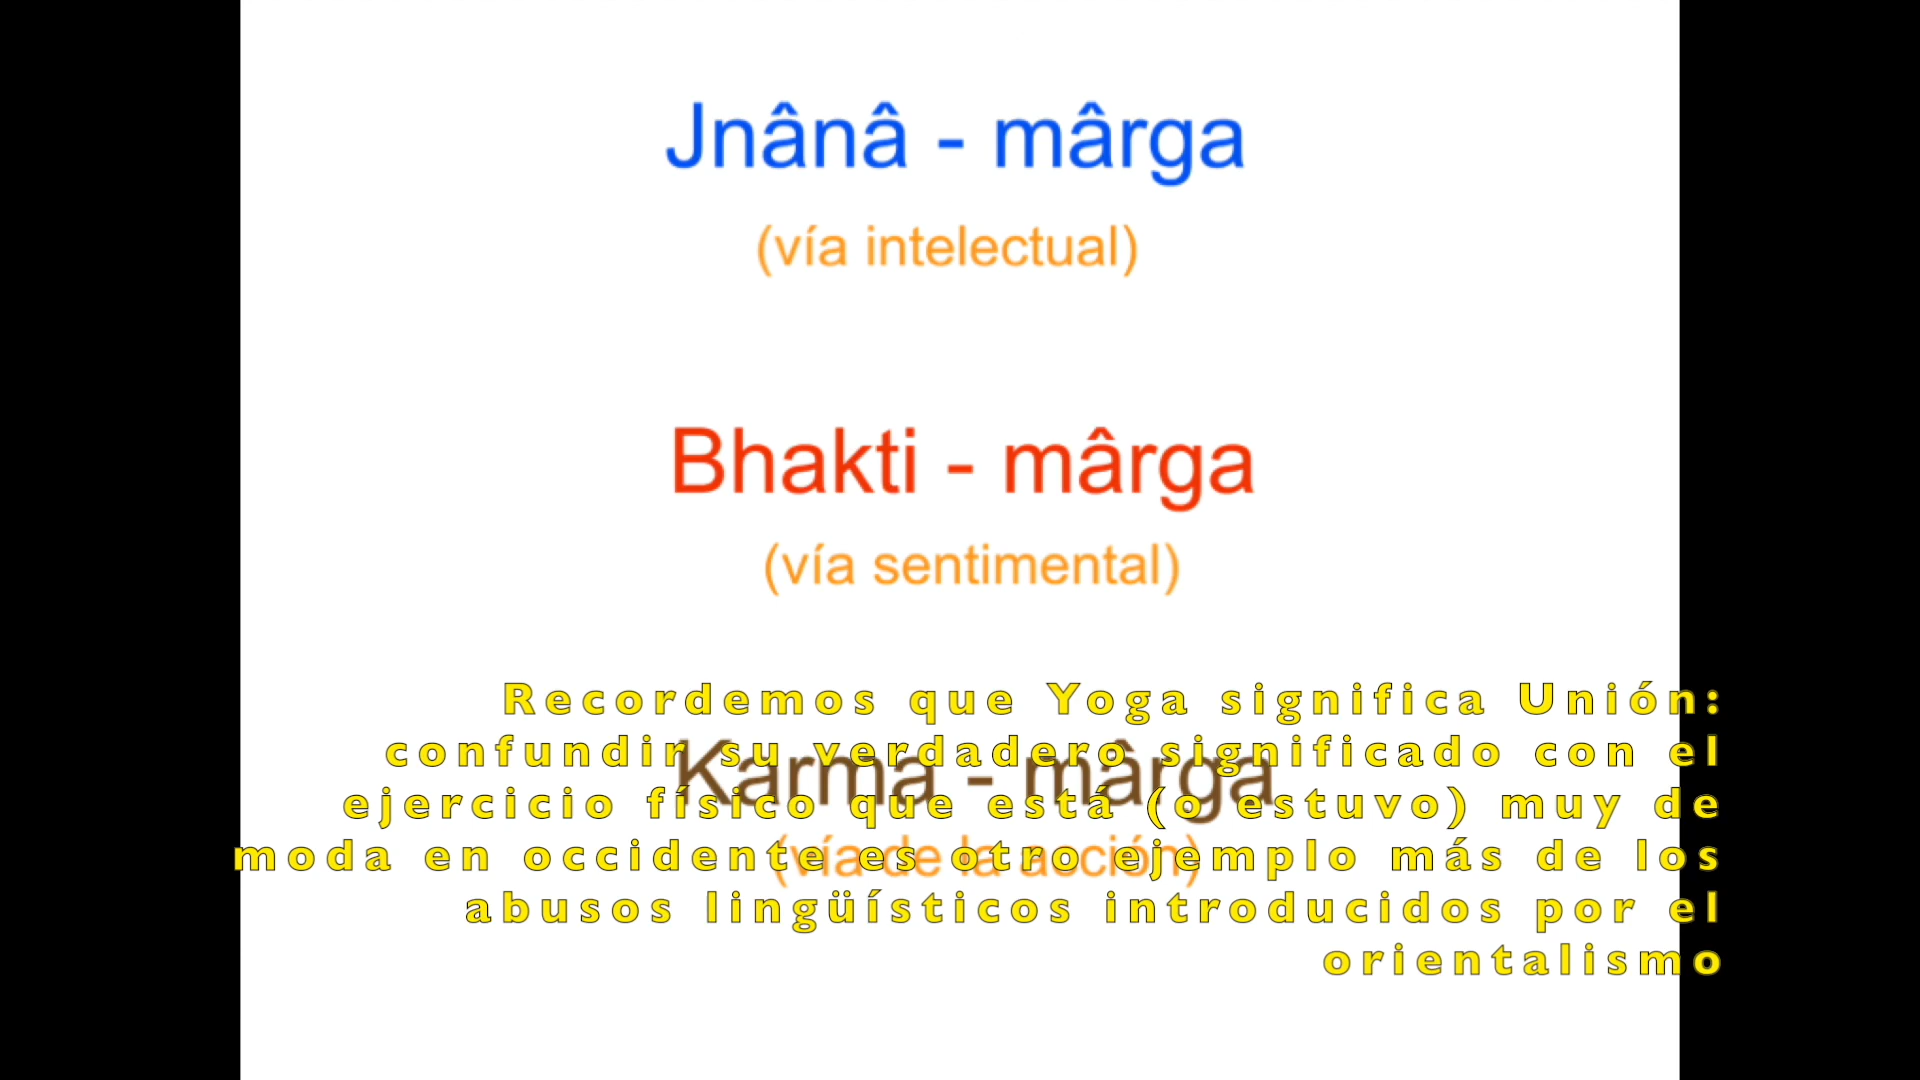 Jnânâ - mârga
(vía intelectual)
Bhakti - mârga
(vía sentimental)
Recordemos que Yoga significa Unión:
confundir su verdadero significado con el
Karma - mârga
ejercicio físico que está (o estuvo) muy de
moda en occidente es otro ejemplo más de los
(vía de la acción)
abusos lingüísticos introducidos por el
orientalismo